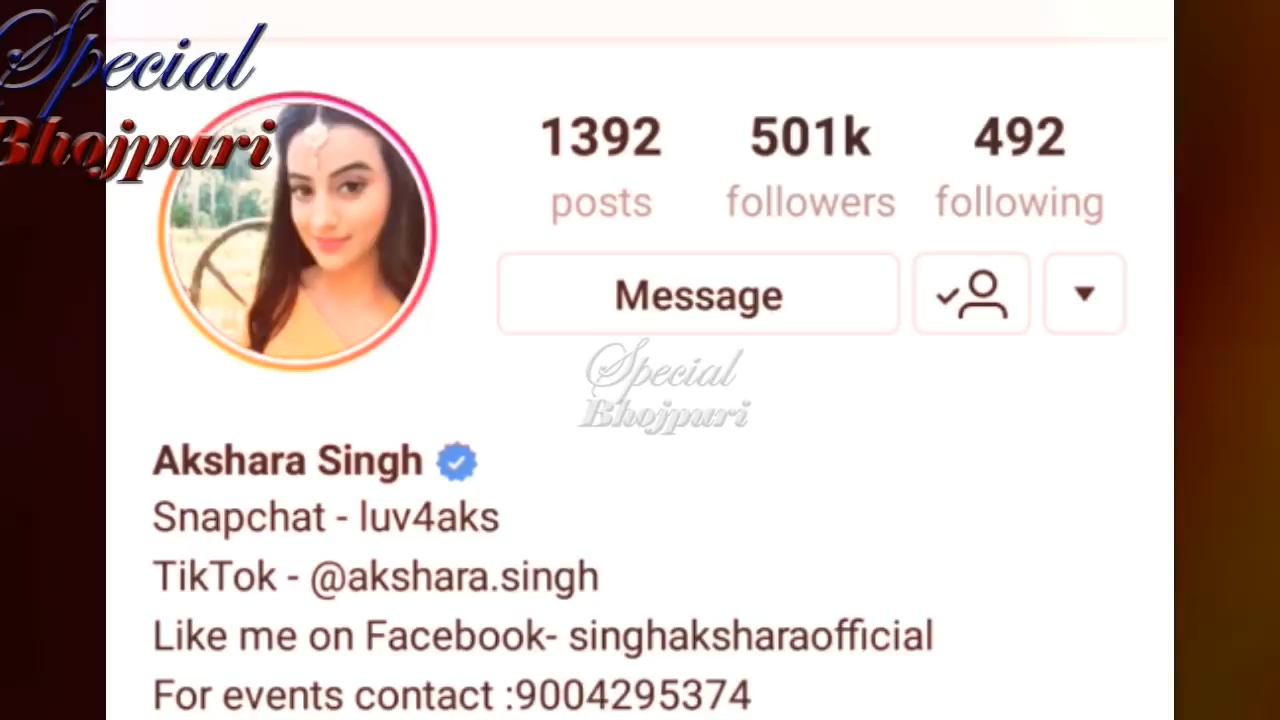 Special
Bhojpuri
1392 501k 492
posts followers following
Message
Special
Bhojpuri
Akshara Singh
Snapchat - luv4aks
TikTok - @akshara.singh
Like me on Facebook- singhaksharaofficial
For events contact :9004295374